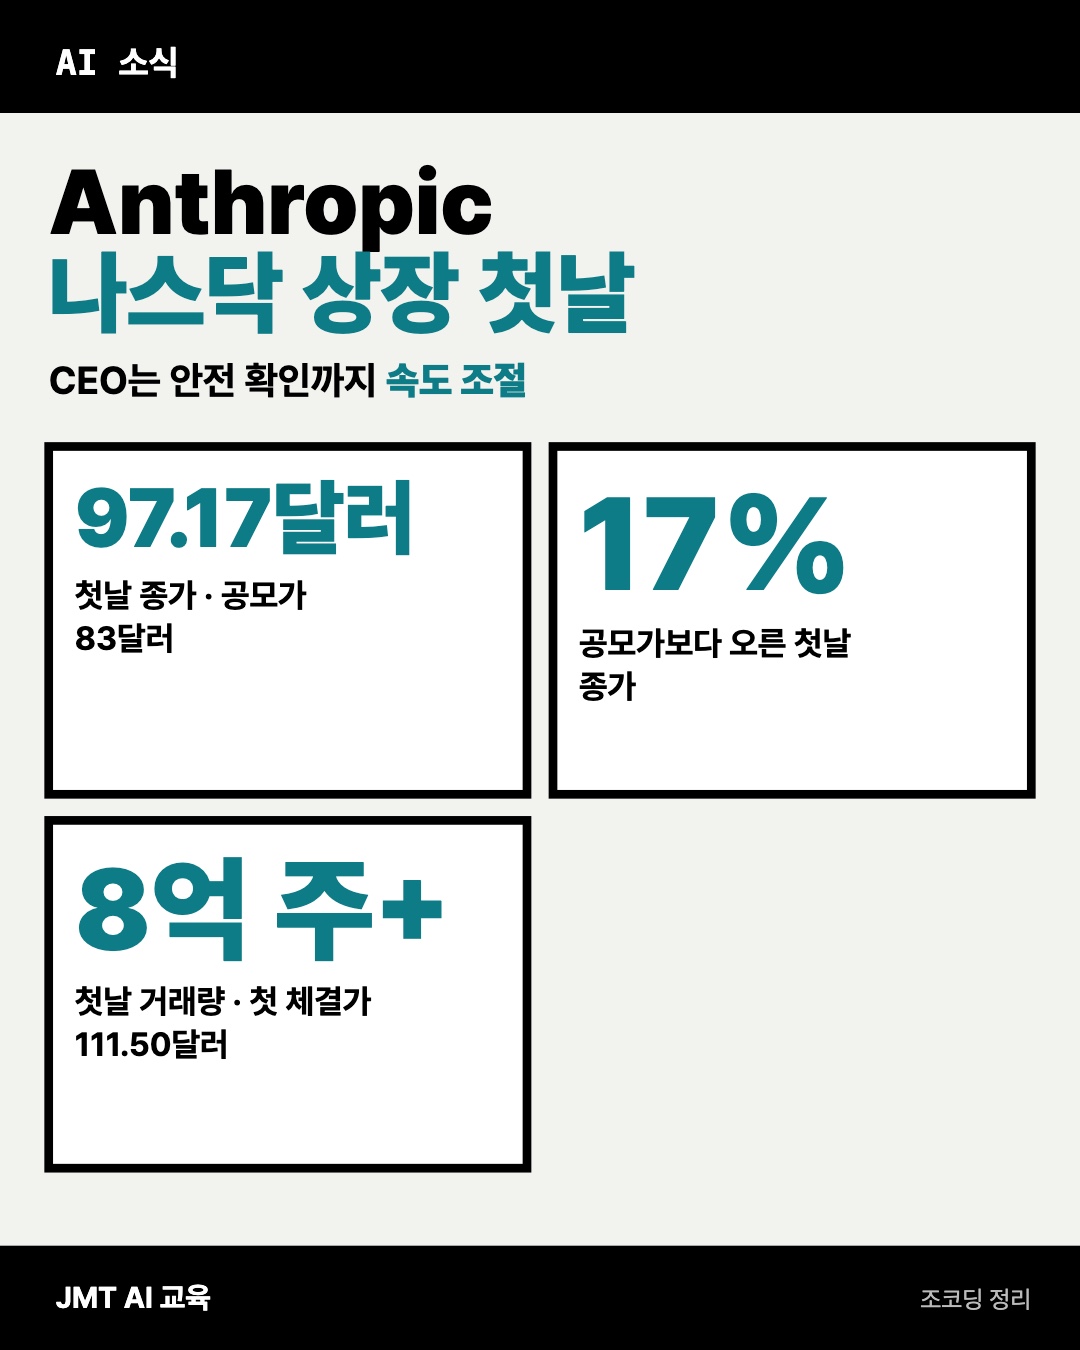 AI 소식
Anthropic
나스닥 상장 첫날
CEO는 안전 확인까지 속도 조절
97.17달러
첫날 종가 · 공모가
83달러
17%
공모가보다 오른 첫날
종가
8억 주+
첫날 거래량 · 첫 체결가
111.50달러
JMT AI 교육
조코딩 정리